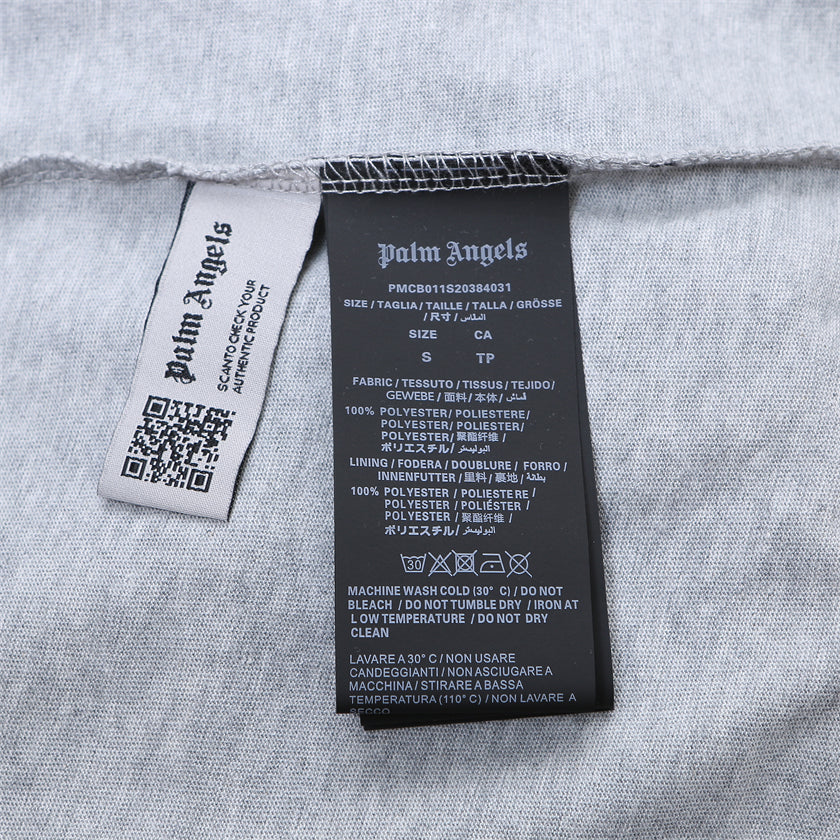 Palm Angels
SCAN TO CHECK YOUR
AUTHENTIC PRODUCT
Palm Angels
PMCB011S20384031
SIZE / TAGLIA / TAILLE / TALLA / GRÖSSE
/ 尺寸 / المقاس
SIZE CA
S TP
FABRIC / TESSUTO / TISSUS / TEJIDO/
GEWEBE / 面料 / 本体 / قماش
100% POLYESTER/ POLIESTERE/
POLYESTER/ POLIÉSTER/
POLYESTER/聚酯纤维/
ポリエステル/البوليستر
LINING / FODERA / DOUBLURE / FORRO /
INNENFUTTER / 里料 / 裏地 / بطانة
100% POLYESTER / POLIESTERE/
POLYESTER / POLIÉSTER/
POLYESTER /聚酯纤维/
ポリエステル/البوليستر
30
MACHINE WASH COLD (30° C) / DO NOT
BLEACH / DO NOT TUMBLE DRY / IRON AT
LOW TEMPERATURE / DO NOT DRY
CLEAN
LAVARE A 30° C / NON USARE
CANDEGGIANTI / NON ASCIUGARE A
MACCHINA / STIRARE A BASSA
TEMPERATURA (110° C) / NON LAVARE A
SECCO